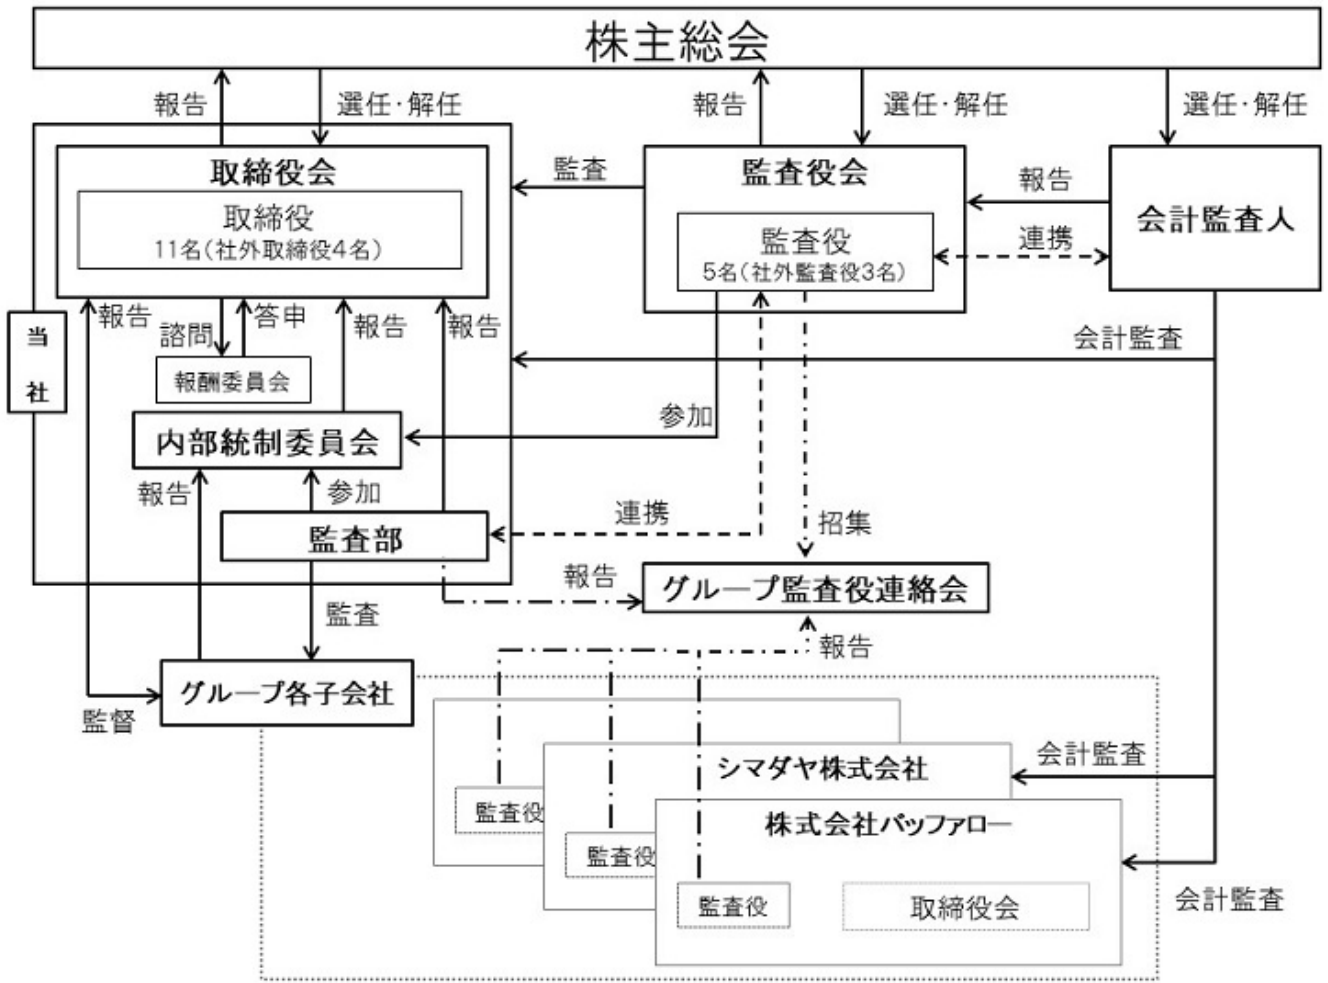 株主総会
報告
選任・解任
報告
選任・解任
選任・解任
取締役会
取締役
11名(社外取締役4名)
監査
監査役会
監査役
5名(社外監査役3名)
報告
連携
会計監査人
当
社
報告
諮問
答申
報告
報告
会計監査
報酬委員会
参加
内部統制委員会
報告
参加
監査部
連携
招集
報告
グループ監査役連絡会
監査
報告
グループ各子会社
監督
会計監査
シマダヤ株式会社
監査役
株式会社バッファロー
監査役
会計監査
監査役
取締役会